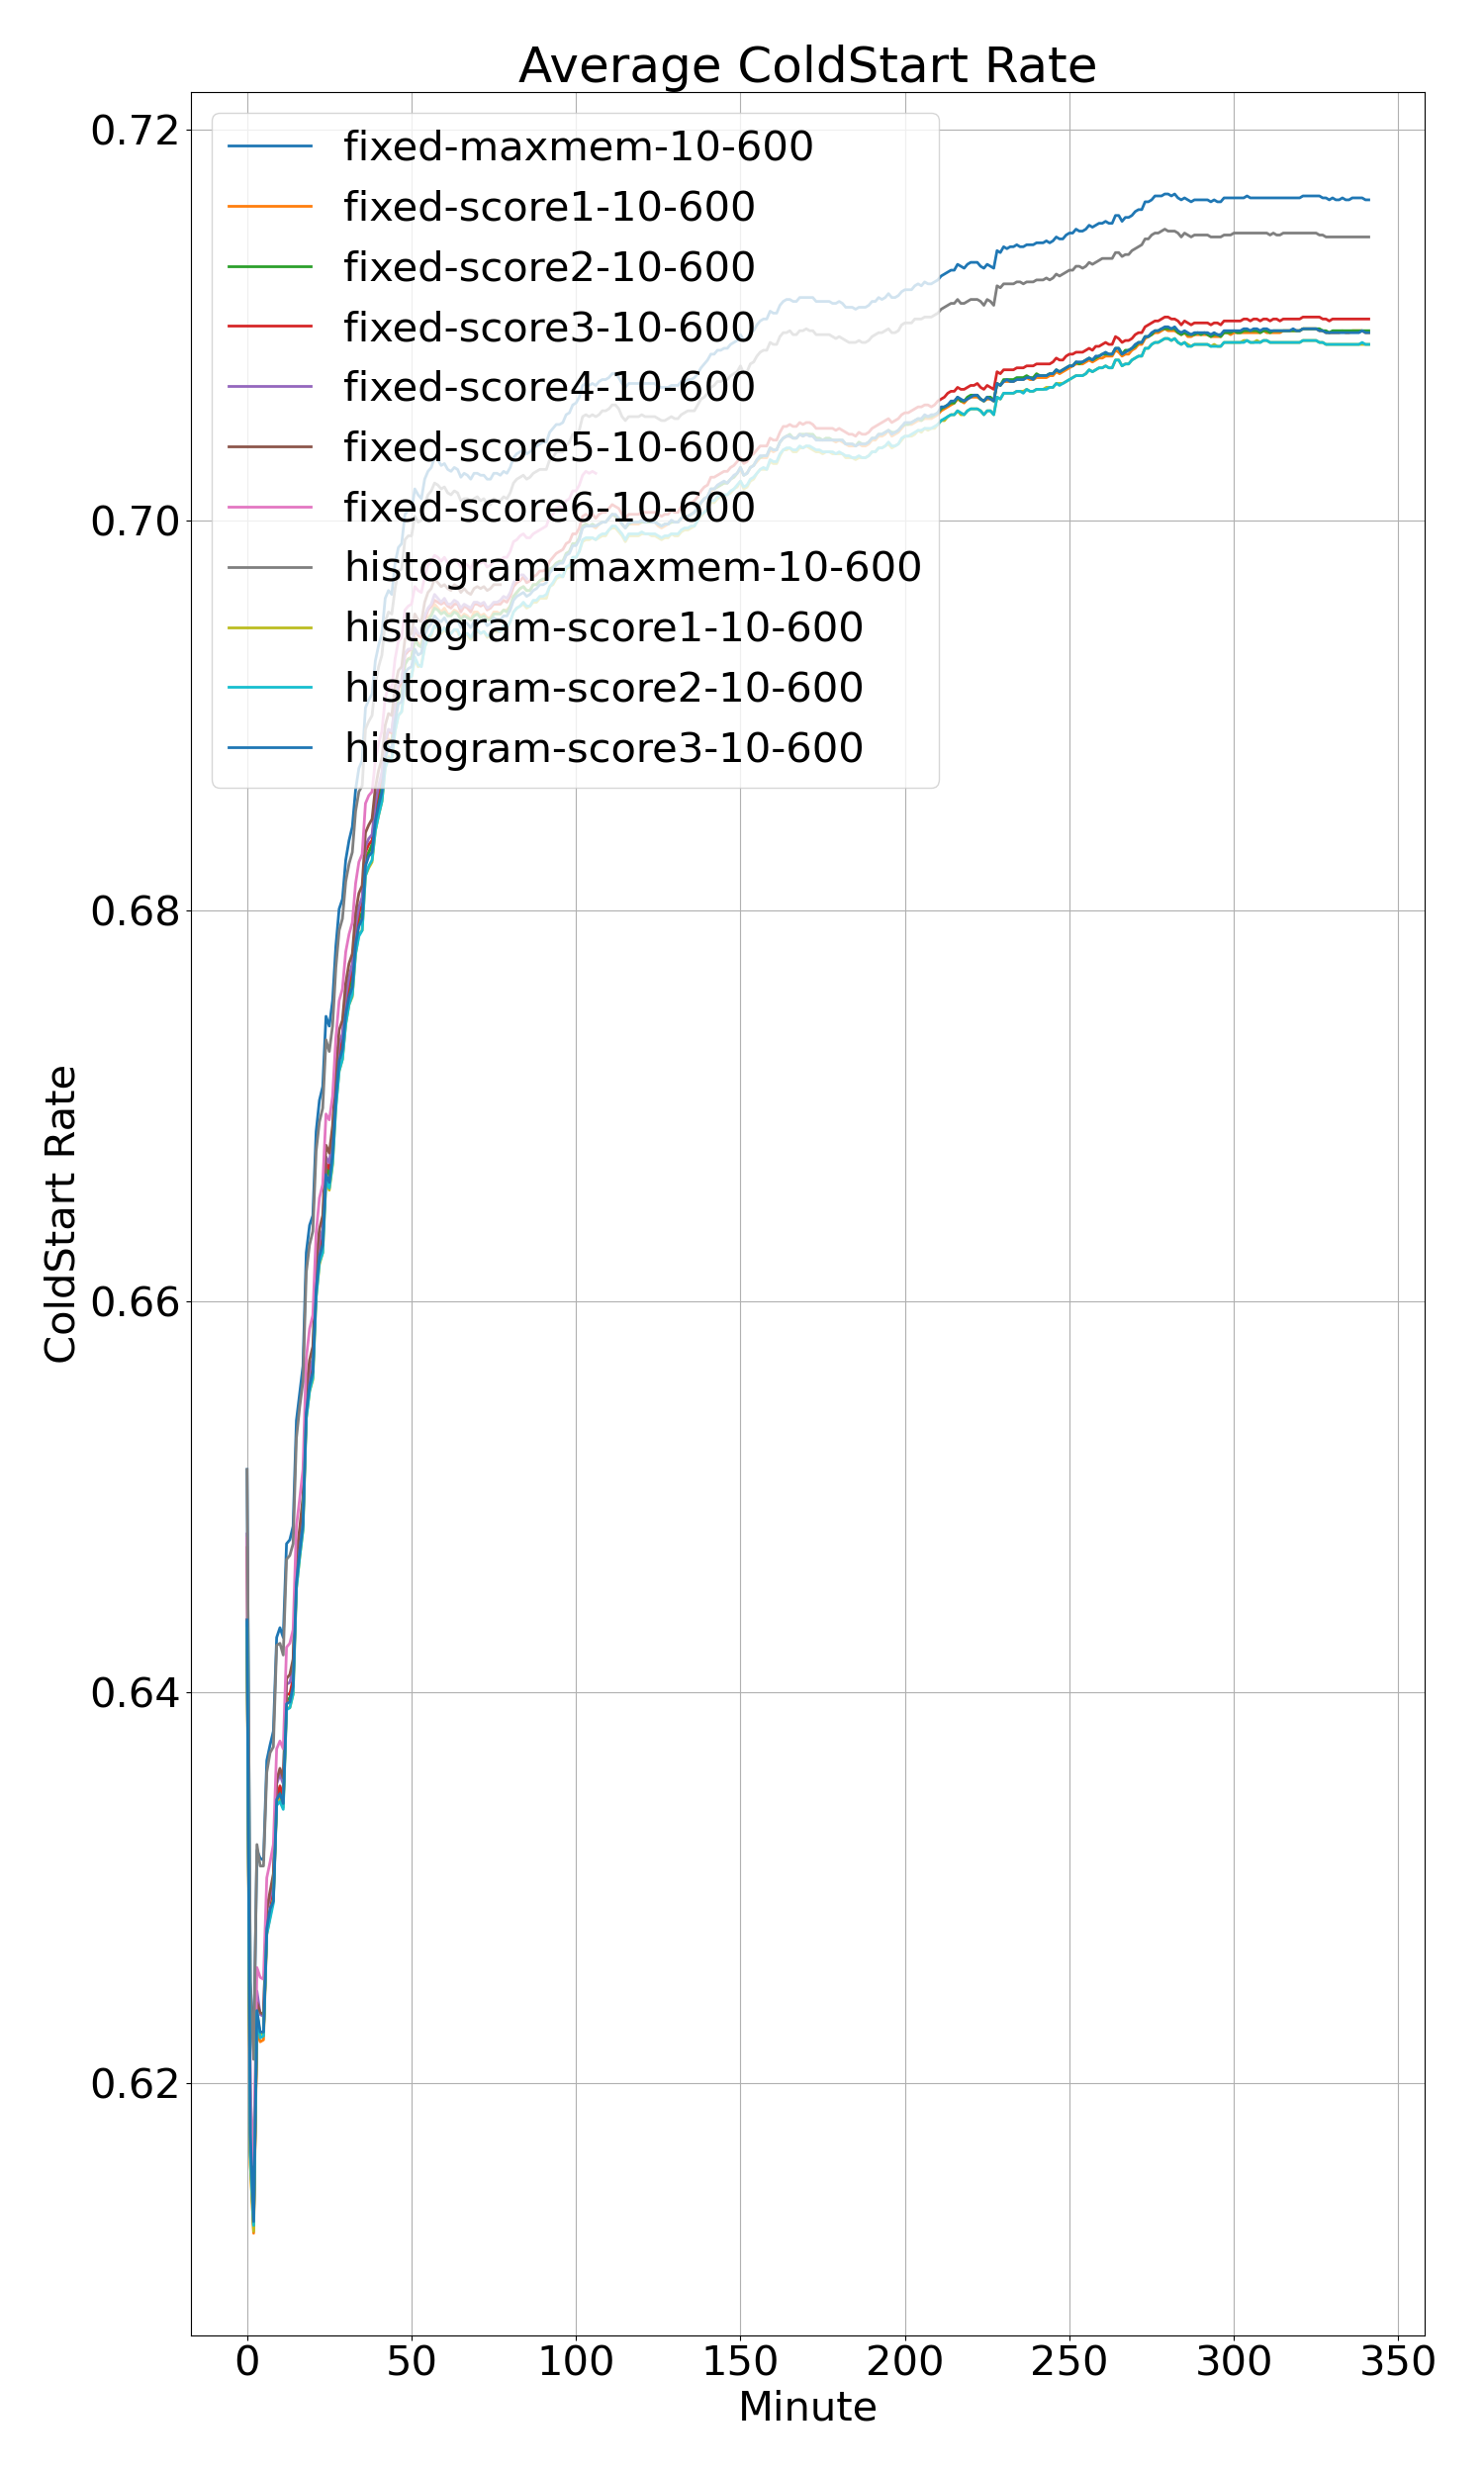 Average ColdStart Rate
0.72
0.70
0.68
0.66
0.64
0.62
ColdStart Rate
fixed-maxmem-10-600
fixed-score1-10-600
fixed-score2-10-600
fixed-score3-10-600
fixed-score4-10-600
fixed-score5-10-600
fixed-score6-10-600
histogram-maxmem-10-600
histogram-score1-10-600
histogram-score2-10-600
histogram-score3-10-600
0 50 100 150 200 250 300 350
Minute